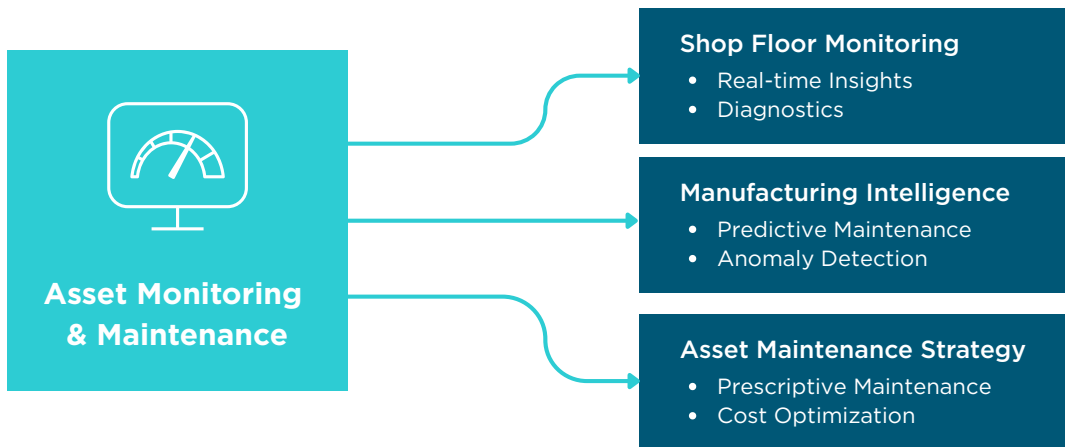 Asset Monitoring
& Maintenance
Shop Floor Monitoring
• Real-time Insights
• Diagnostics
Manufacturing Intelligence
• Predictive Maintenance
• Anomaly Detection
Asset Maintenance Strategy
• Prescriptive Maintenance
• Cost Optimization